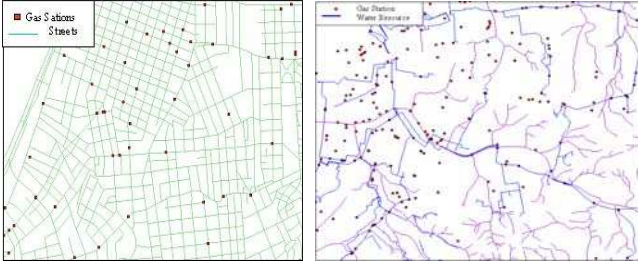 Gas Sations
Streets
Gas Station
Water Resource